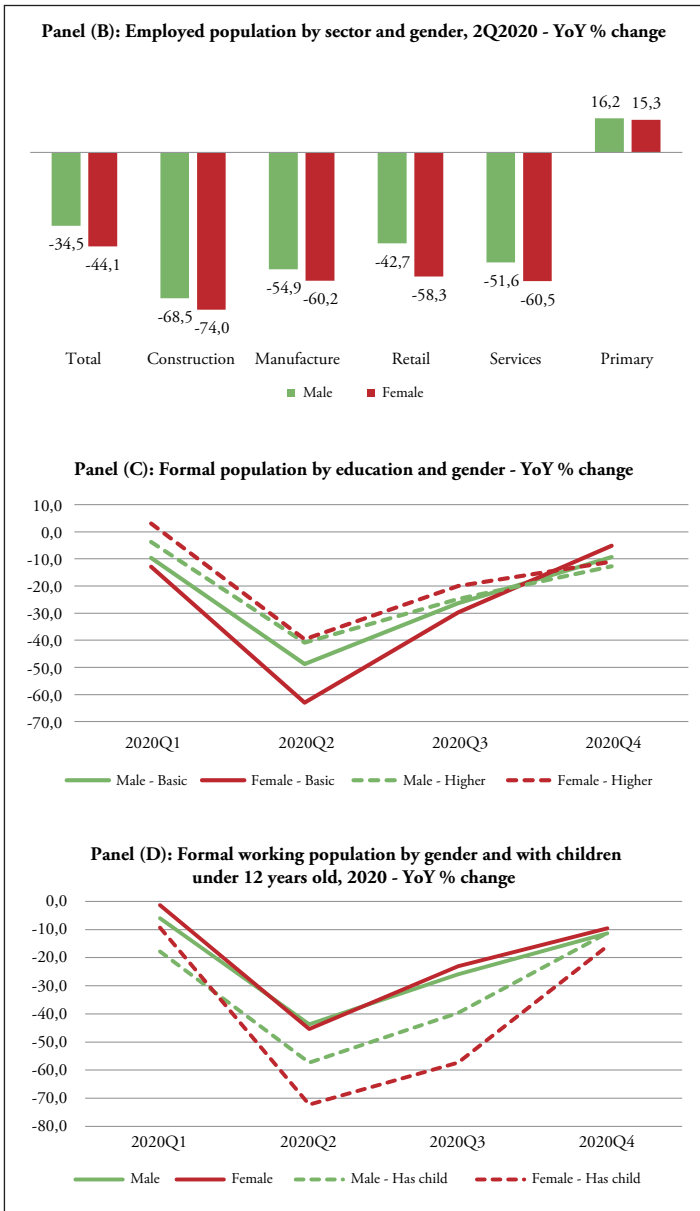 Panel (B): Employed population by sector and gender, 2Q2020 - YoY % change
16,2 15,3
-34,5
-44,1
-68,5
-74,0
-54,9
-60,2
-42,7
-58,3
-51,6
-60,5
Total Construction Manufacture Retail Services Primary
Male Female
Panel (C): Formal population by education and gender - YoY % change
10,0
0,0
-10,0
-20,0
-30,0
-40,0
-50,0
-60,0
-70,0
2020Q1 2020Q2 2020Q3 2020Q4
Male - Basic Female - Basic Male - Higher Female - Higher
Panel (D): Formal working population by gender and with children
under 12 years old, 2020 - YoY % change
0,0
-10,0
-20,0
-30,0
-40,0
-50,0
-60,0
-70,0
-80,0
2020Q1 2020Q2 2020Q3 2020Q4
Male Female Male - Has child Female - Has child